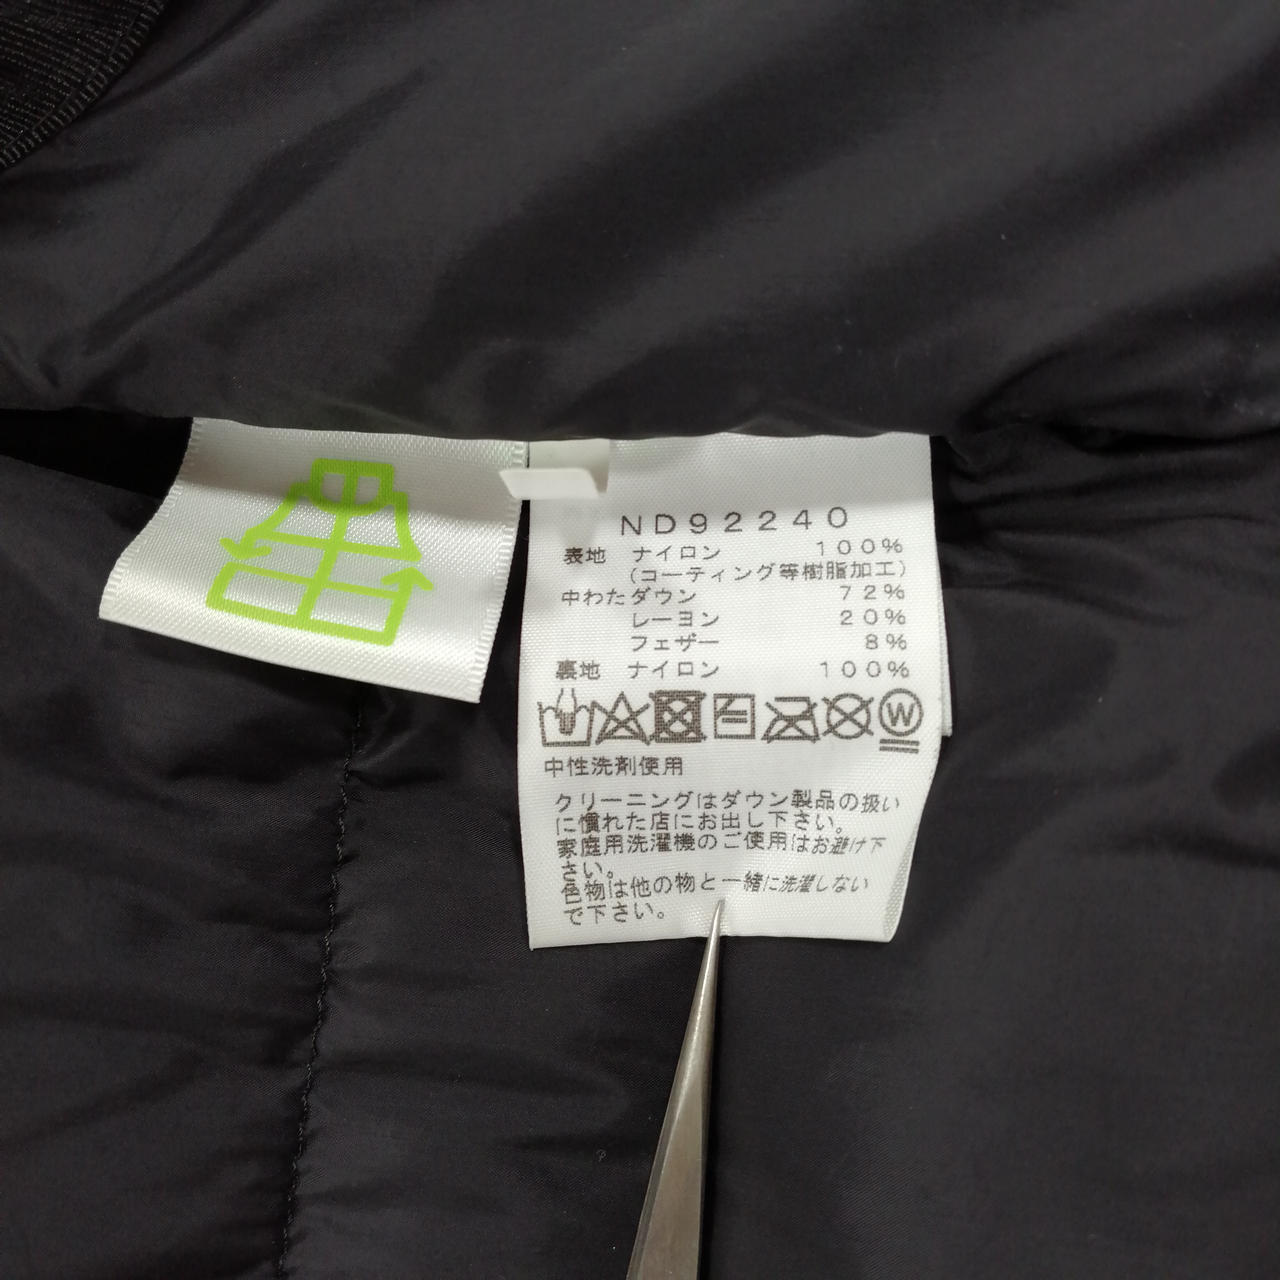 ND92240
表地 ナイロン 100%
(コーティング等樹脂加工)
中わたダウン 72%
レーヨン 20%
フェザー 8%
裏地 ナイロン 100%
W
中性洗剤使用
クリーニングはダウン製品の扱い
に慣れた店にお出し下さい。
家庭用洗濯機のご使用はお避け下
さい。
色物は他の物と一緒に洗濯しない
で下さい。